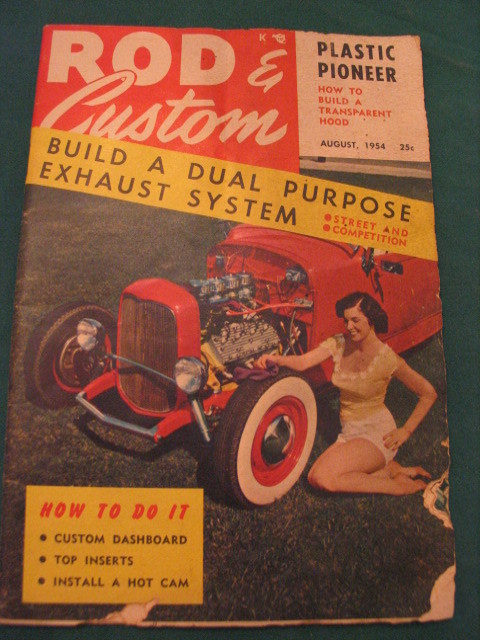 ROD &
Custom
K
PLASTIC
PIONEER
HOW TO
BUILD A
TRANSPARENT
HOOD
AUGUST, 1954 25c
BUILD A DUAL PURPOSE
EXHAUST SYSTEM
• STREET AND
• COMPETITION
HOW TO DO IT
• CUSTOM DASHBOARD
• TOP INSERTS
• INSTALL A HOT CAM